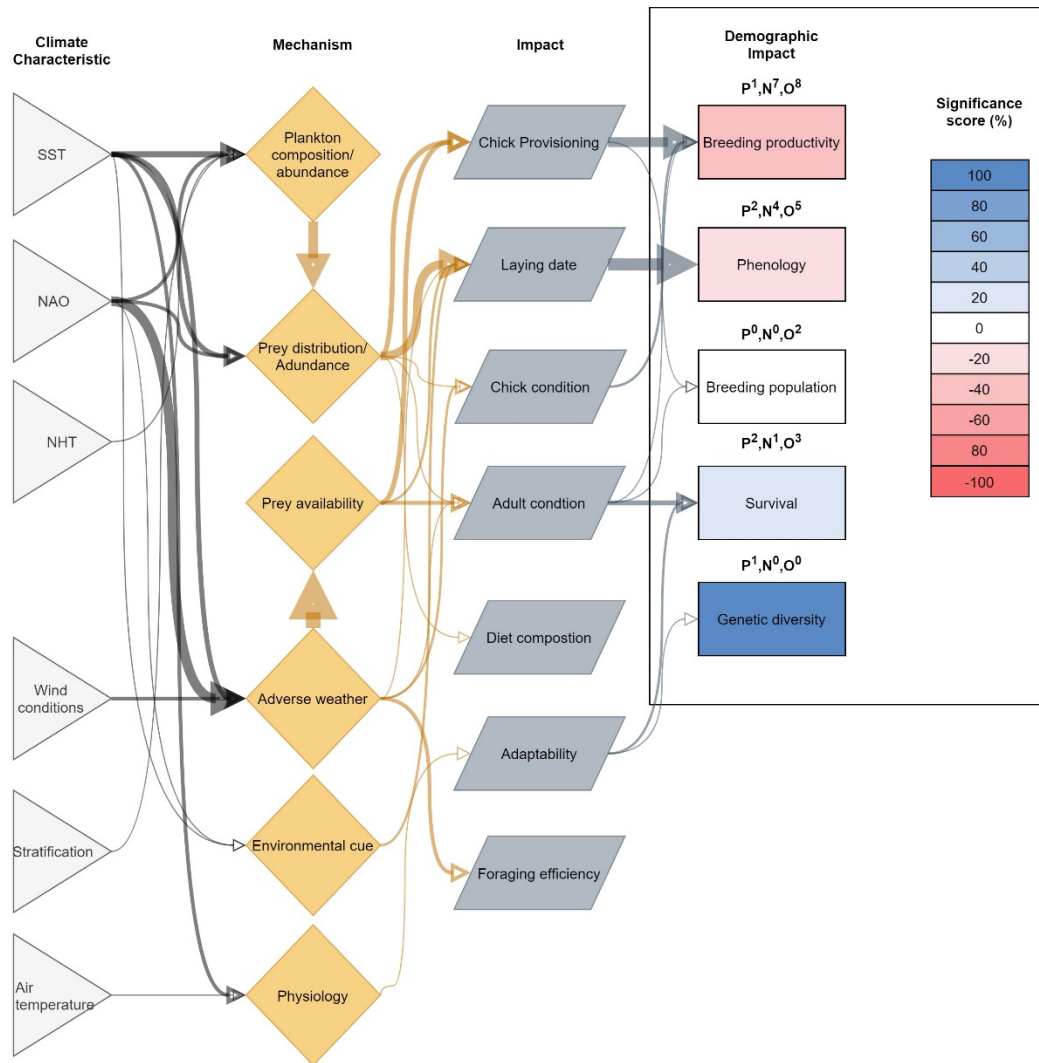 Climate
Characteristic
Mechanism
Impact
Demographic
Impact
Significance
score (%)
SST
NAO
NHT
Wind
conditions
Stratification
Air
temperature
Plankton
composition/
abundance
Prey distribution/
Adundance
Prey availability
Adverse weather
Environmental cue
Physiology
Chick Provisioning
Laying date
Chick condition
Adult condtion
Diet compostion
Adaptability
Foraging efficiency
P¹,N⁷,O⁸
Breeding productivity
P²,N⁴,O⁵
Phenology
P⁰,N⁰,O²
Breeding population
P²,N¹,O³
Survival
P¹,N⁰,O⁰
Genetic diversity
100
80
60
40
20
0
-20
-40
-60
80
-100